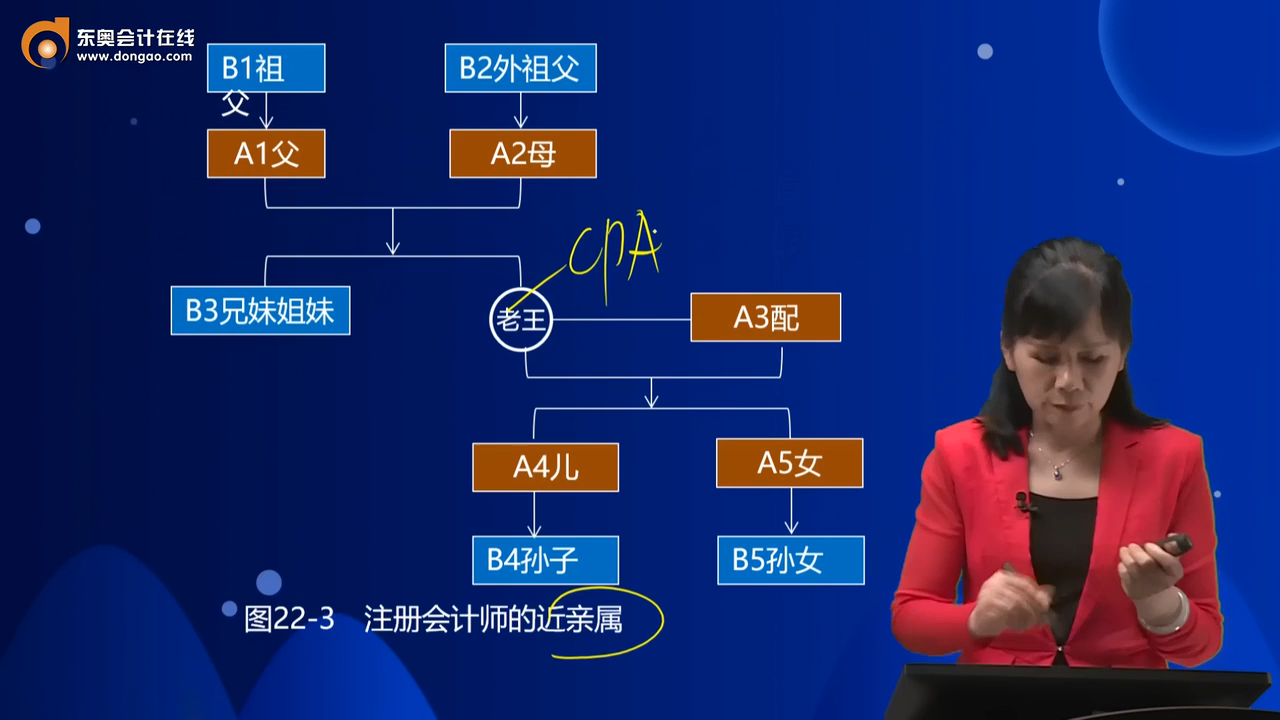 东奥会计在线
www.dongao.com
B1祖
父
B2外祖父
A1父
A2母
CPA
B3兄妹姐妹
老王
A3配
A4儿
A5女
B4孙子
B5孙女
图22-3 注册会计师的近亲属